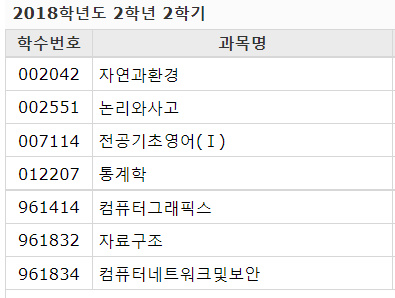 2018학년도 2학년 2학기
학수번호 과목명
002042 자연과환경
002551 논리와사고
007114 전공기초영어(Ⅰ)
012207 통계학
961414 컴퓨터그래픽스
961832 자료구조
961834 컴퓨터네트워크및보안